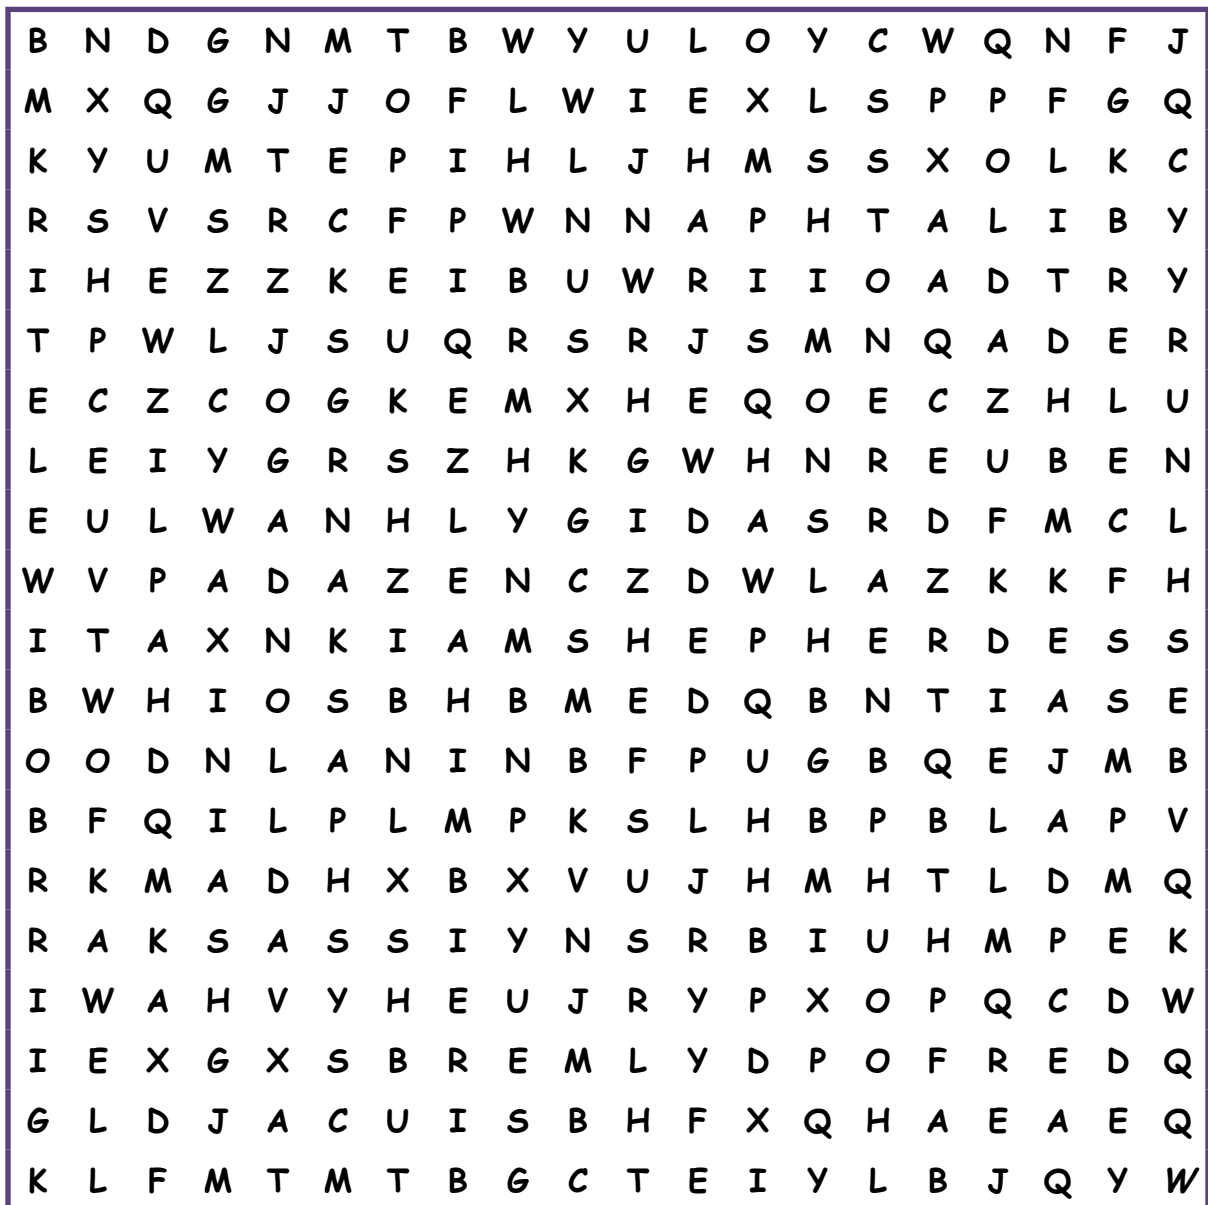 B N D G N M T B W Y U L O Y C W Q N F J
M X Q G J J O F L W I E X L S P P F G Q
K Y U M T E P I H L J H M S S X O L K C
R S V S R C F P W N N A P H T A L I B Y
I H E Z Z K E I B U W R I I O A D T R Y
T P W L J S U Q R S R J S M N Q A D E R
E C Z C O G K E M X H E Q O E C Z H L U
L E I Y G R S Z H K G W H N R E U B E N
E U L W A N H L Y G I D A S R D F M C L
W V P A D A Z E N C Z D W L A Z K K F H
I T A X N K I A M S H E P H E R D E S S
B W H I O S B H B M E D Q B N T I A S E
O O D N L A N I N B F P U G B Q E J M B
B F Q I L P L M P K S L H B P B L A P V
R K M A D H X B X V U J H M H T L D M Q
R A K S A S S I Y N S R B I U H M P E K
I W A H V Y H E U J R Y P X O P Q C D W
I E X G X S B R E M L Y D P O F R E D Q
G L D J A C U I S B H F X Q H A E A E Q
K L F M T M T B G C T E I Y L B J Q Y W